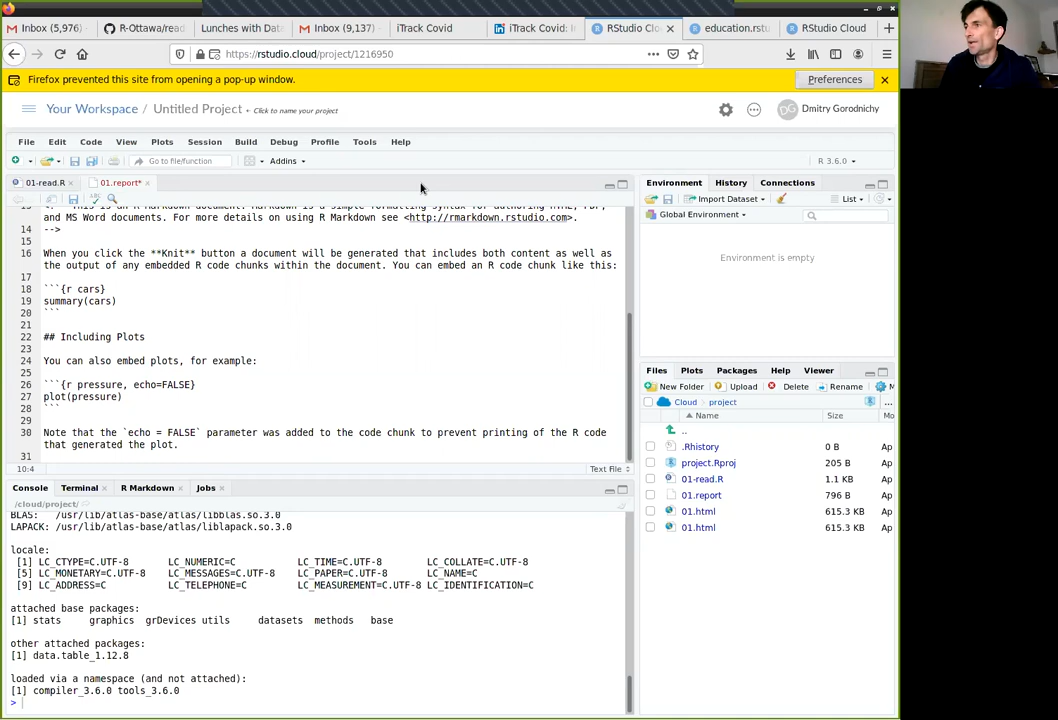 Inbox (5,976)
R-Ottawa/read
Lunches with Dat
Inbox (9,137)
iTrack Covid
iTrack Covid: I
RStudio Clo
education.rstu
RStudio Cloud
https://rstudio.cloud/project/1216950
Firefox prevented this site from opening a pop-up window.
Preferences
Your Workspace / Untitled Project • Click to name your project
DG
Dmitry Gorodnichy
File Edit Code View Plots Session Build Debug Profile Tools Help
Go to file/function
Addins
R 3.6.0
01-read.R
01.report*
and MS Word documents. For more details on using R Markdown see <http://rmarkdown.rstudio.com>.
14 -->
15
16 When you click the **Knit** button a document will be generated that includes both content as well as
the output of any embedded R code chunks within the document. You can embed an R code chunk like this:
17
18 ```{r cars}
19 summary(cars)
20 ```
21
22 ## Including Plots
23
24 You can also embed plots, for example:
25
26 ```{r pressure, echo=FALSE}
27 plot(pressure)
28 ```
29
30 Note that the `echo = FALSE` parameter was added to the code chunk to prevent printing of the R code
that generated the plot.
31
10:4
Text File
Console
Terminal
R Markdown
Jobs
/cloud/project/
BLAS: /usr/lib/atlas-base/atlas/libblas.so.3.0
LAPACK: /usr/lib/atlas-base/atlas/liblapack.so.3.0
locale:
[1] LC_CTYPE=C.UTF-8 LC_NUMERIC=C LC_TIME=C.UTF-8 LC_COLLATE=C.UTF-8
[5] LC_MONETARY=C.UTF-8 LC_MESSAGES=C.UTF-8 LC_PAPER=C.UTF-8 LC_NAME=C
[9] LC_ADDRESS=C LC_TELEPHONE=C LC_MEASUREMENT=C.UTF-8 LC_IDENTIFICATION=C
attached base packages:
[1] stats graphics grDevices utils datasets methods base
other attached packages:
[1] data.table_1.12.8
loaded via a namespace (and not attached):
[1] compiler_3.6.0 tools_3.6.0
>
Environment History Connections
Import Dataset
List
Global Environment
Environment is empty
Files Plots Packages Help Viewer
New Folder Upload Delete Rename M
Cloud > project
...
Name Size Mo
..
.Rhistory 0 B Ap
project.Rproj 205 B Ap
01-read.R 1.1 KB Ap
01.report 796 B Ap
01.html 615.3 KB Ap
01.html 615.3 KB Ap